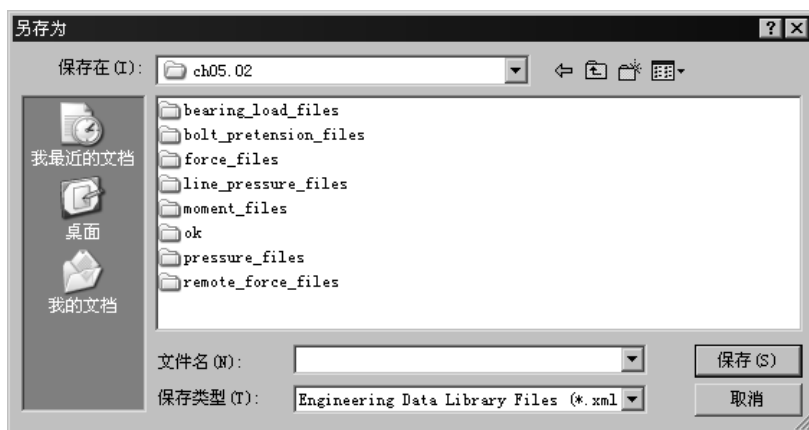 另存为
保存在(I):
ch05.02
我最近的文档
桌面
我的文档
bearing_load_files
bolt_pretension_files
force_files
line_pressure_files
moment_files
ok
pressure_files
remote_force_files
文件名(N):
保存(S)
保存类型(T):
Engineering Data Library Files (*.xml
取消